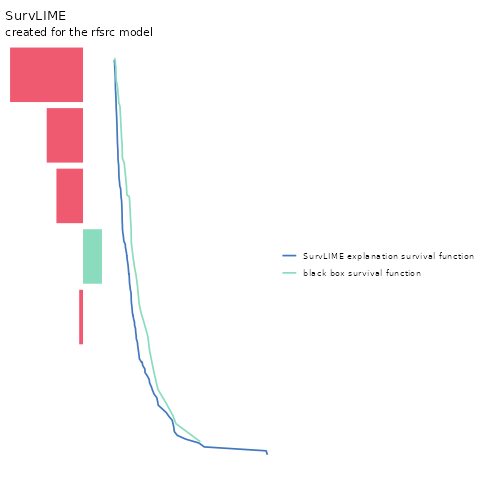 SurvLIME
created for the rfsrc model
SurvLIME explanation survival function
black box survival function